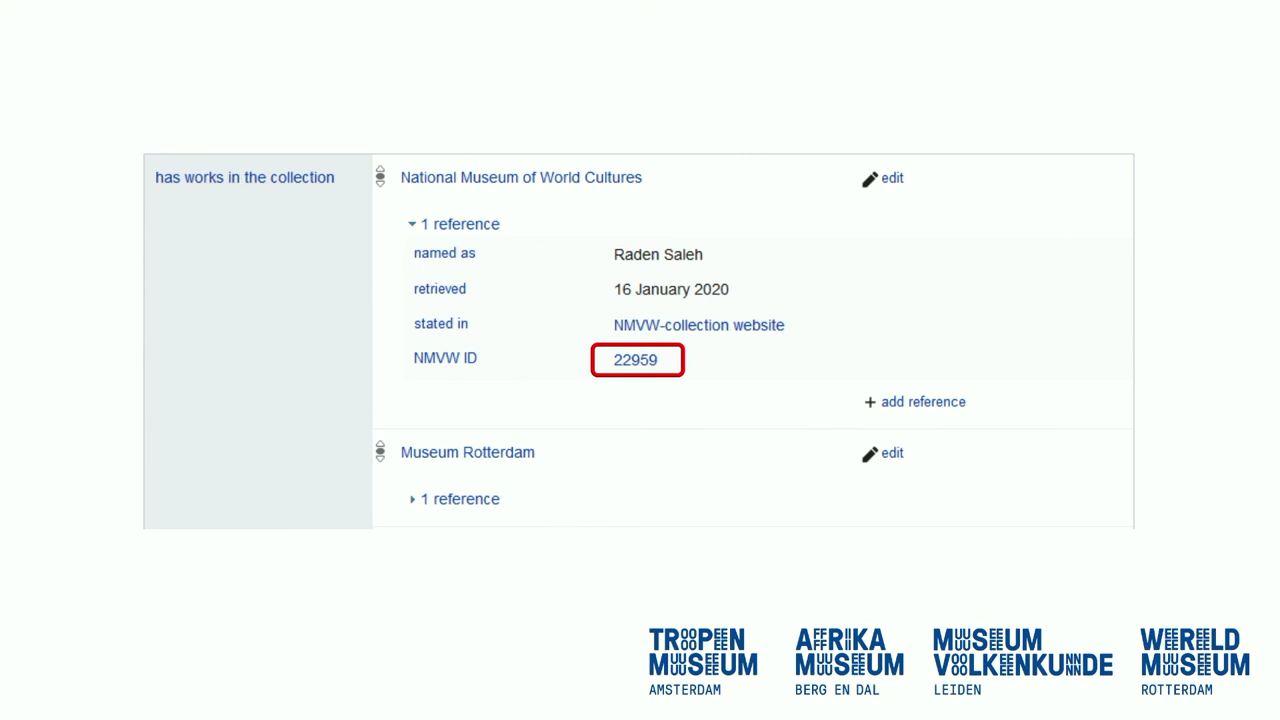 has works in the collection
National Museum of World Cultures
edit
1 reference
named as Raden Saleh
retrieved 16 January 2020
stated in NMVW-collection website
NMVW ID 22959
+ add reference
Museum Rotterdam
edit
1 reference
TROPEN
MUSEUM
AMSTERDAM
AFRIKA
MUSEUM
BERG EN DAL
MUSEUM
VOLKENKUNDE
LEIDEN
WERELD
MUSEUM
ROTTERDAM